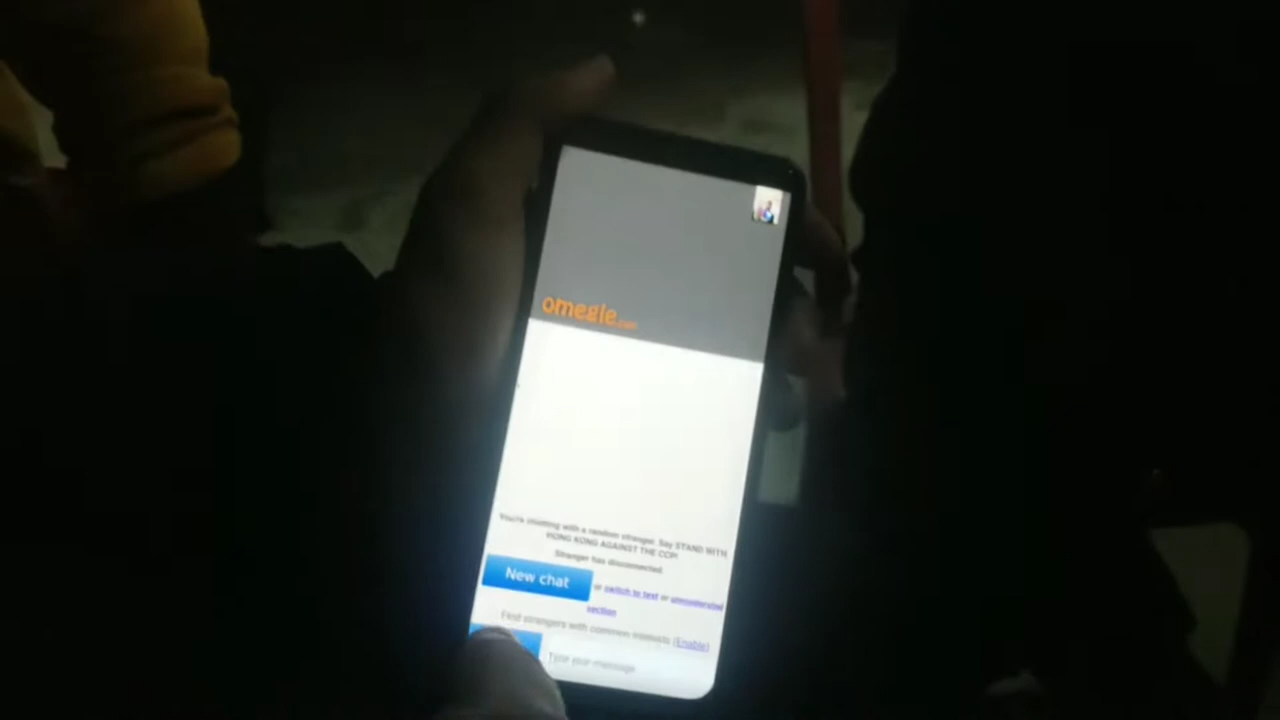 omegle.com
You're chatting with a random stranger. Say STAND WITH
HONG KONG AGAINST THE CCP!
Stranger has disconnected.
New chat or switch to text or unmoderated
section
Find strangers with common interests (Enable)
Type your message